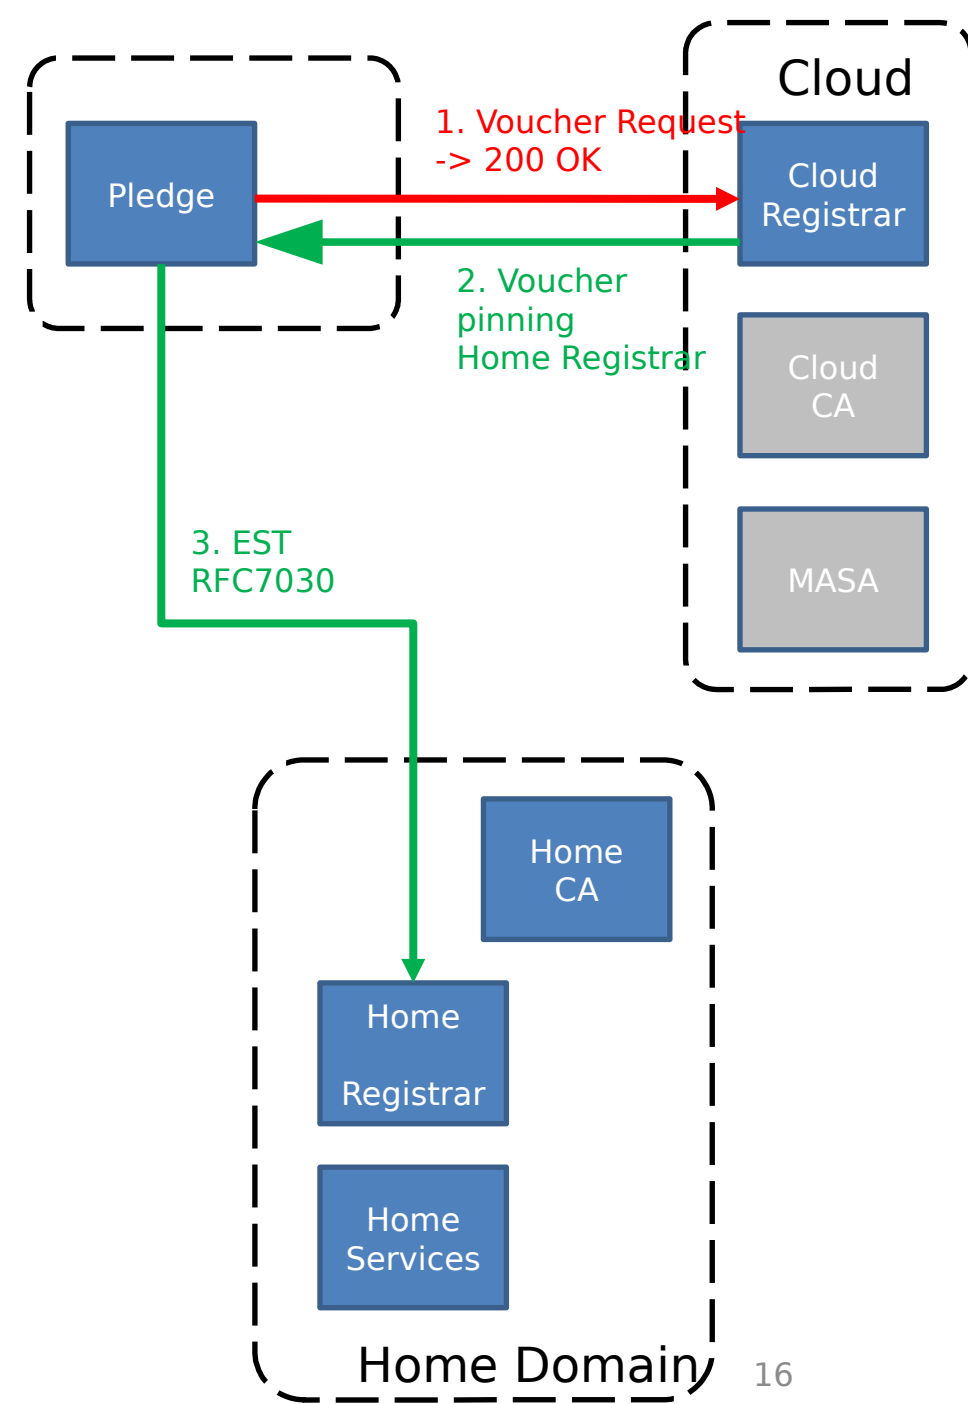 Cloud
1. Voucher Request
-> 200 OK
Pledge
Cloud
Registrar
2. Voucher
pinning
Home Registrar
Cloud
CA
3. EST
RFC7030
MASA
Home
CA
Home
Registrar
Home
Services
Home Domain
16